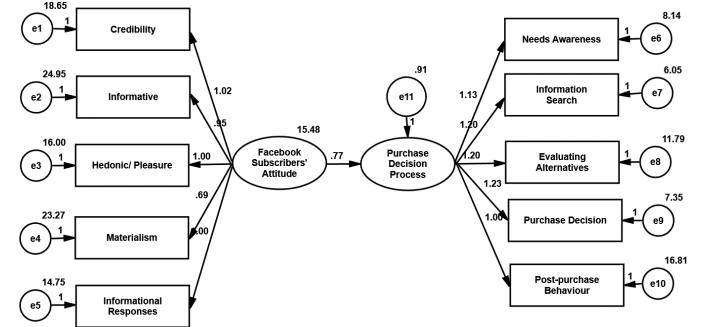 18.65
e1
1
Credibility
24.95
e2
1
Informative
16.00
e3
1
Hedonic/ Pleasure
23.27
e4
1
Materialism
14.75
e5
1
Informational
Responses
1.02
.95
1.00
.69
.00
15.48
Facebook
Subscribers'
Attitude
.77
.91
e11
1
Purchase
Decision
Process
1.13
1.20
1.20
1.23
1.00
Needs Awareness
1
8.14
e6
Information
Search
1
6.05
e7
Evaluating
Alternatives
1
11.79
e8
Purchase Decision
1
7.35
e9
Post-purchase
Behaviour
1
16.81
e10